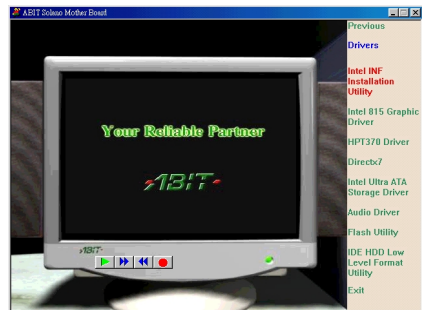 ABIT Solano Mother Board
Your Reliable Partner
ABIT
ABIT
Previous
Drivers
Intel INF
Installation
Utility
Intel 815 Graphic
Driver
HPT370 Driver
Directx7
Intel Ultra ATA
Storage Driver
Audio Driver
Flash Utility
IDE HDD Low
Level Format
Utility
Exit